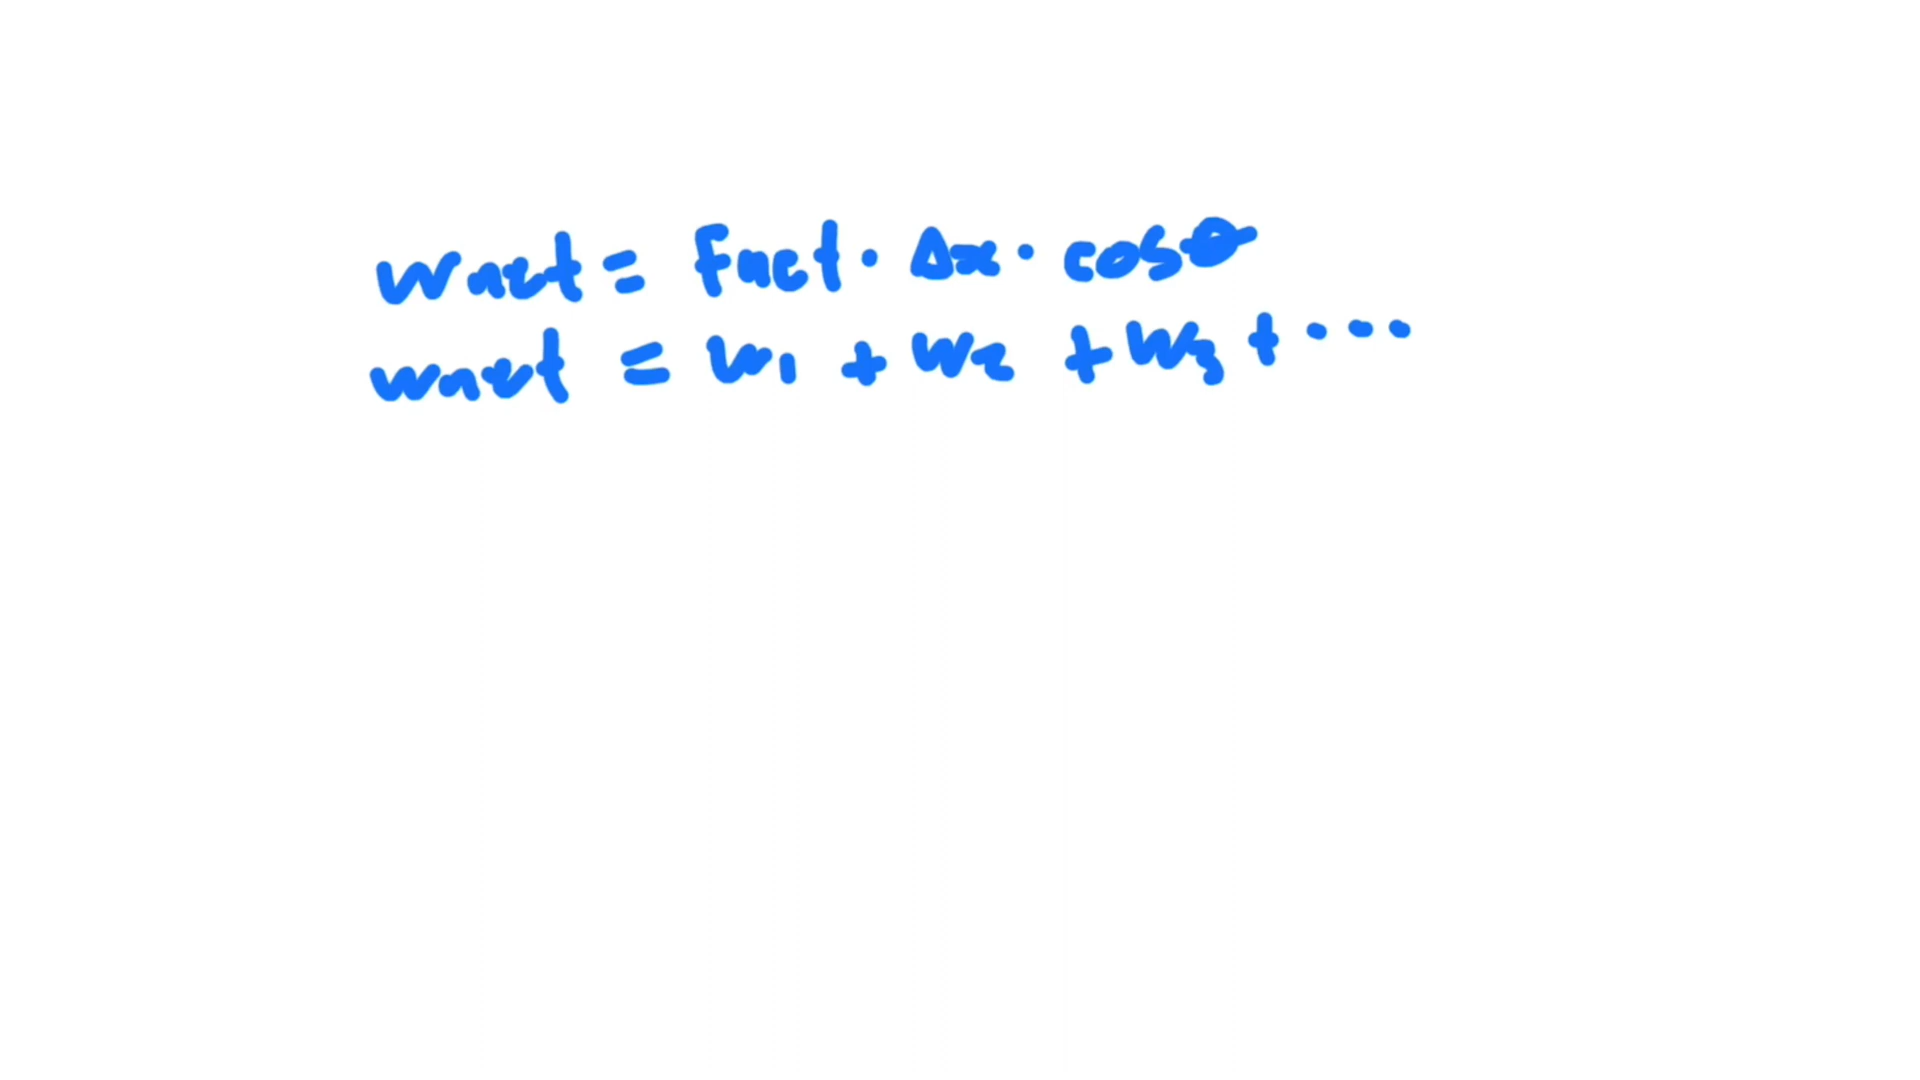 Wnet = Fnet · Δx · cosθ
Wnet = W1 + W2 + W3 + ...